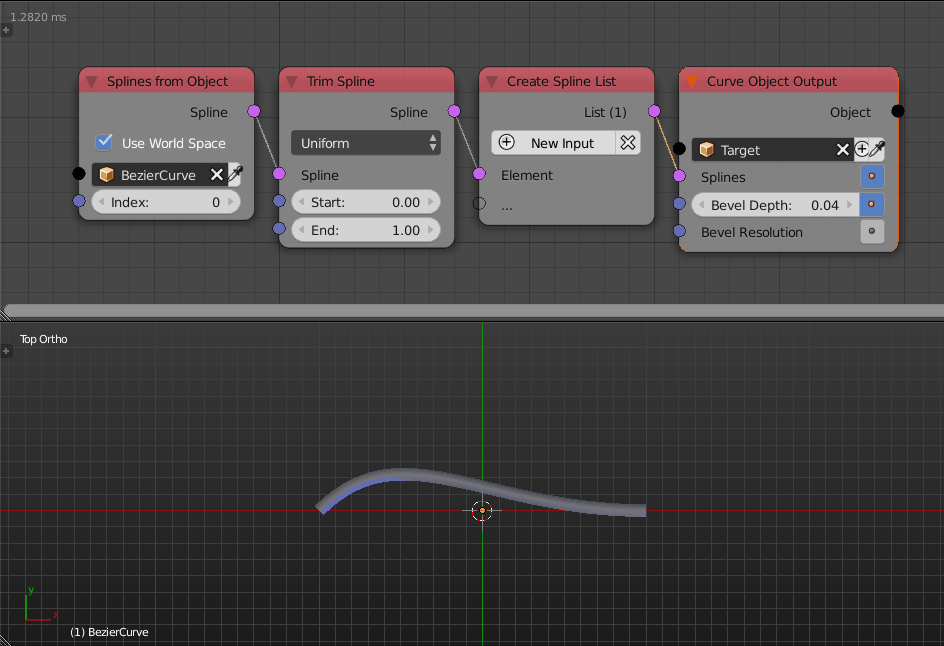 1.2820 ms
Splines from Object
Spline
Use World Space
BezierCurve
Index: 0
Trim Spline
Spline
Uniform
Spline
Start: 0.00
End: 1.00
Create Spline List
List (1)
New Input
Element
...
Curve Object Output
Object
Target
Splines
Bevel Depth: 0.04
Bevel Resolution
Top Ortho
y
x
(1) BezierCurve